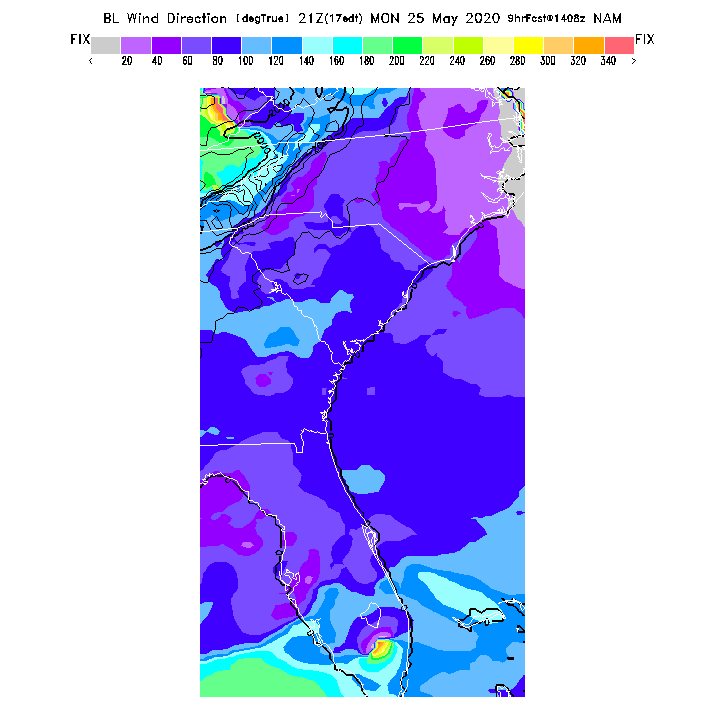 BL Wind Direction [degTrue] 21Z(17edt) MON 25 May 2020 9hrFcst@1408z NAM
FIX FIX
< 20 40 60 80 100 120 140 160 180 200 220 240 260 280 300 320 340 >